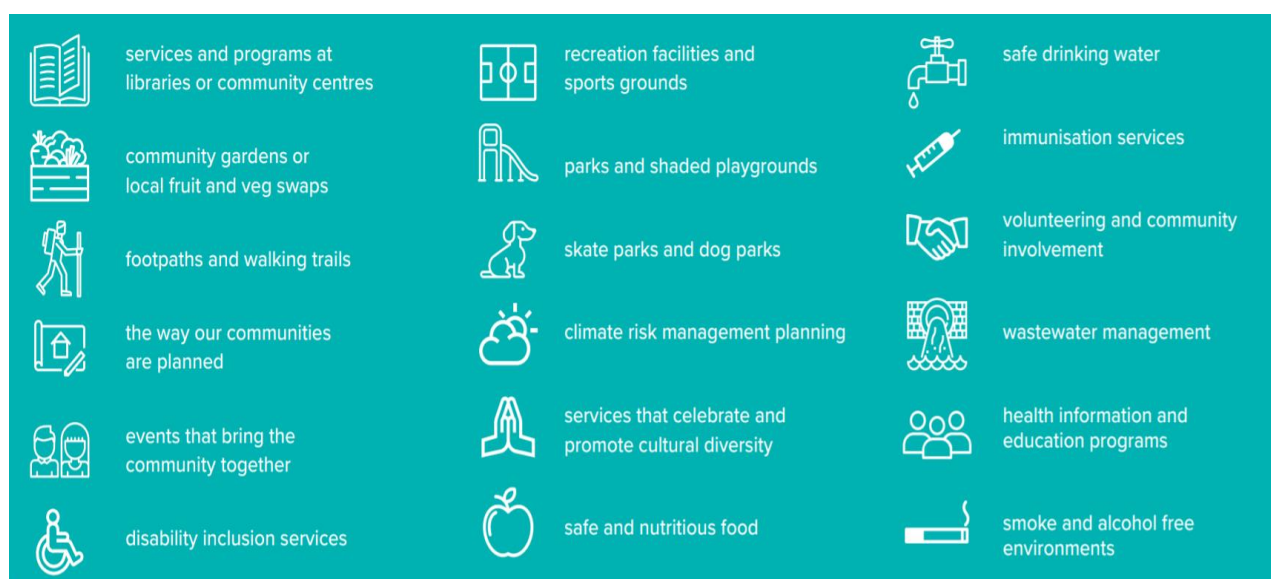 services and programs at
libraries or community centres
community gardens or
local fruit and veg swaps
footpaths and walking trails
the way our communities
are planned
events that bring the
community together
disability inclusion services
recreation facilities and
sports grounds
parks and shaded playgrounds
skate parks and dog parks
climate risk management planning
services that celebrate and
promote cultural diversity
safe and nutritious food
safe drinking water
immunisation services
volunteering and community
involvement
wastewater management
health information and
education programs
smoke and alcohol free
environments